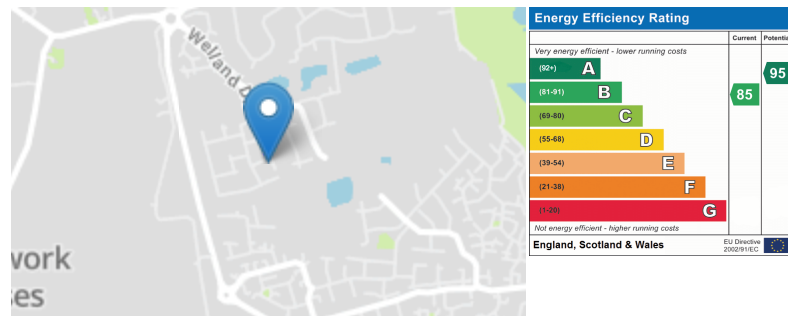 Welland D
work
es
Energy Efficiency Rating
Current Potentia
Very energy efficient - lower running costs
(92+) A
95
(81-91) B
85
(69-80) C
(55-68) D
(39-54) E
(21-38) F
(1-20) G
Not energy efficient - higher running costs
England, Scotland & Wales
EU Directive
2002/91/EC